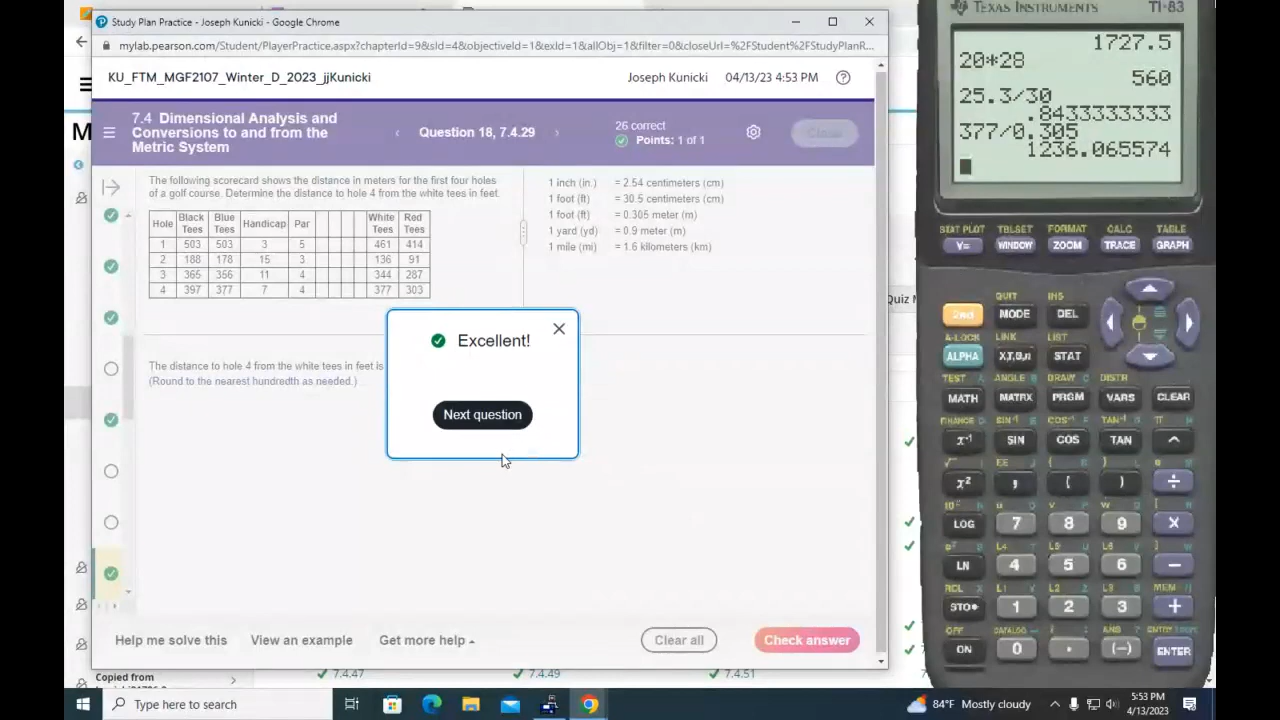 Study Plan Practice - Joseph Kunicki - Google Chrome
mylab.pearson.com/Student/PlayerPractice.aspx?chapterId=9&sId=4&objectiveId=1&exId=1&allObj=1&filter=0&closeUrl=%2FStudent%2FStudyPlanR...
KU_FTM_MGF2107_Winter_D_2023_jjKunicki
Joseph Kunicki 04/13/23 4:53 PM
7.4 Dimensional Analysis and
Conversions to and from the
Metric System
Question 18, 7.4.29
26 correct
Points: 1 of 1
Close
The following scorecard shows the distance in meters for the first four holes
of a golf course. Determine the distance to hole 4 from the white tees in feet.
Hole Black Tees Blue Tees Handicap Par White Tees Red Tees
1 503 503 3 5 461 414
2 188 178 15 3 136 91
3 365 356 11 4 344 287
4 397 377 7 4 377 303
1 inch (in.) = 2.54 centimeters (cm)
1 foot (ft) = 30.5 centimeters (cm)
1 foot (ft) = 0.305 meter (m)
1 yard (yd) = 0.9 meter (m)
1 mile (mi) = 1.6 kilometers (km)
The distance to hole 4 from the white tees in feet is
(Round to the nearest hundredth as needed.)
Excellent!
Next question
Help me solve this
View an example
Get more help
Clear all
Check answer
M
Quiz M
Copied from
7.4.47
7.4.49
7.4.51
Type here to search
84°F Mostly cloudy
5:53 PM
4/13/2023
TEXAS INSTRUMENTS TI-83
1727.5
20*28
560
25.3/30
.8433333333
377/0.305
1236.065574
STAT PLOT TBLSET FORMAT CALC TABLE
Y= WINDOW ZOOM TRACE GRAPH
QUIT INS
2nd MODE DEL
A-LOCK LINK LIST
ALPHA X,T,θ,n STAT
TEST A ANGLE B DRAW C DISTR
MATH MATRX PRGM VARS CLEAR
FINANCE D SIN⁻¹ E COS⁻¹ F TAN⁻¹ G π H
x⁻¹ SIN COS TAN ^
√ I EE J { K } L
x² , ( ) ÷
LOG 7 8 9 ×
LN 4 5 6 −
RCL X L1 Y L2 Z L3 θ MEM "
STO 1 2 3 +
OFF CATALOG ANS ?
ON 0 . (−) ENTER